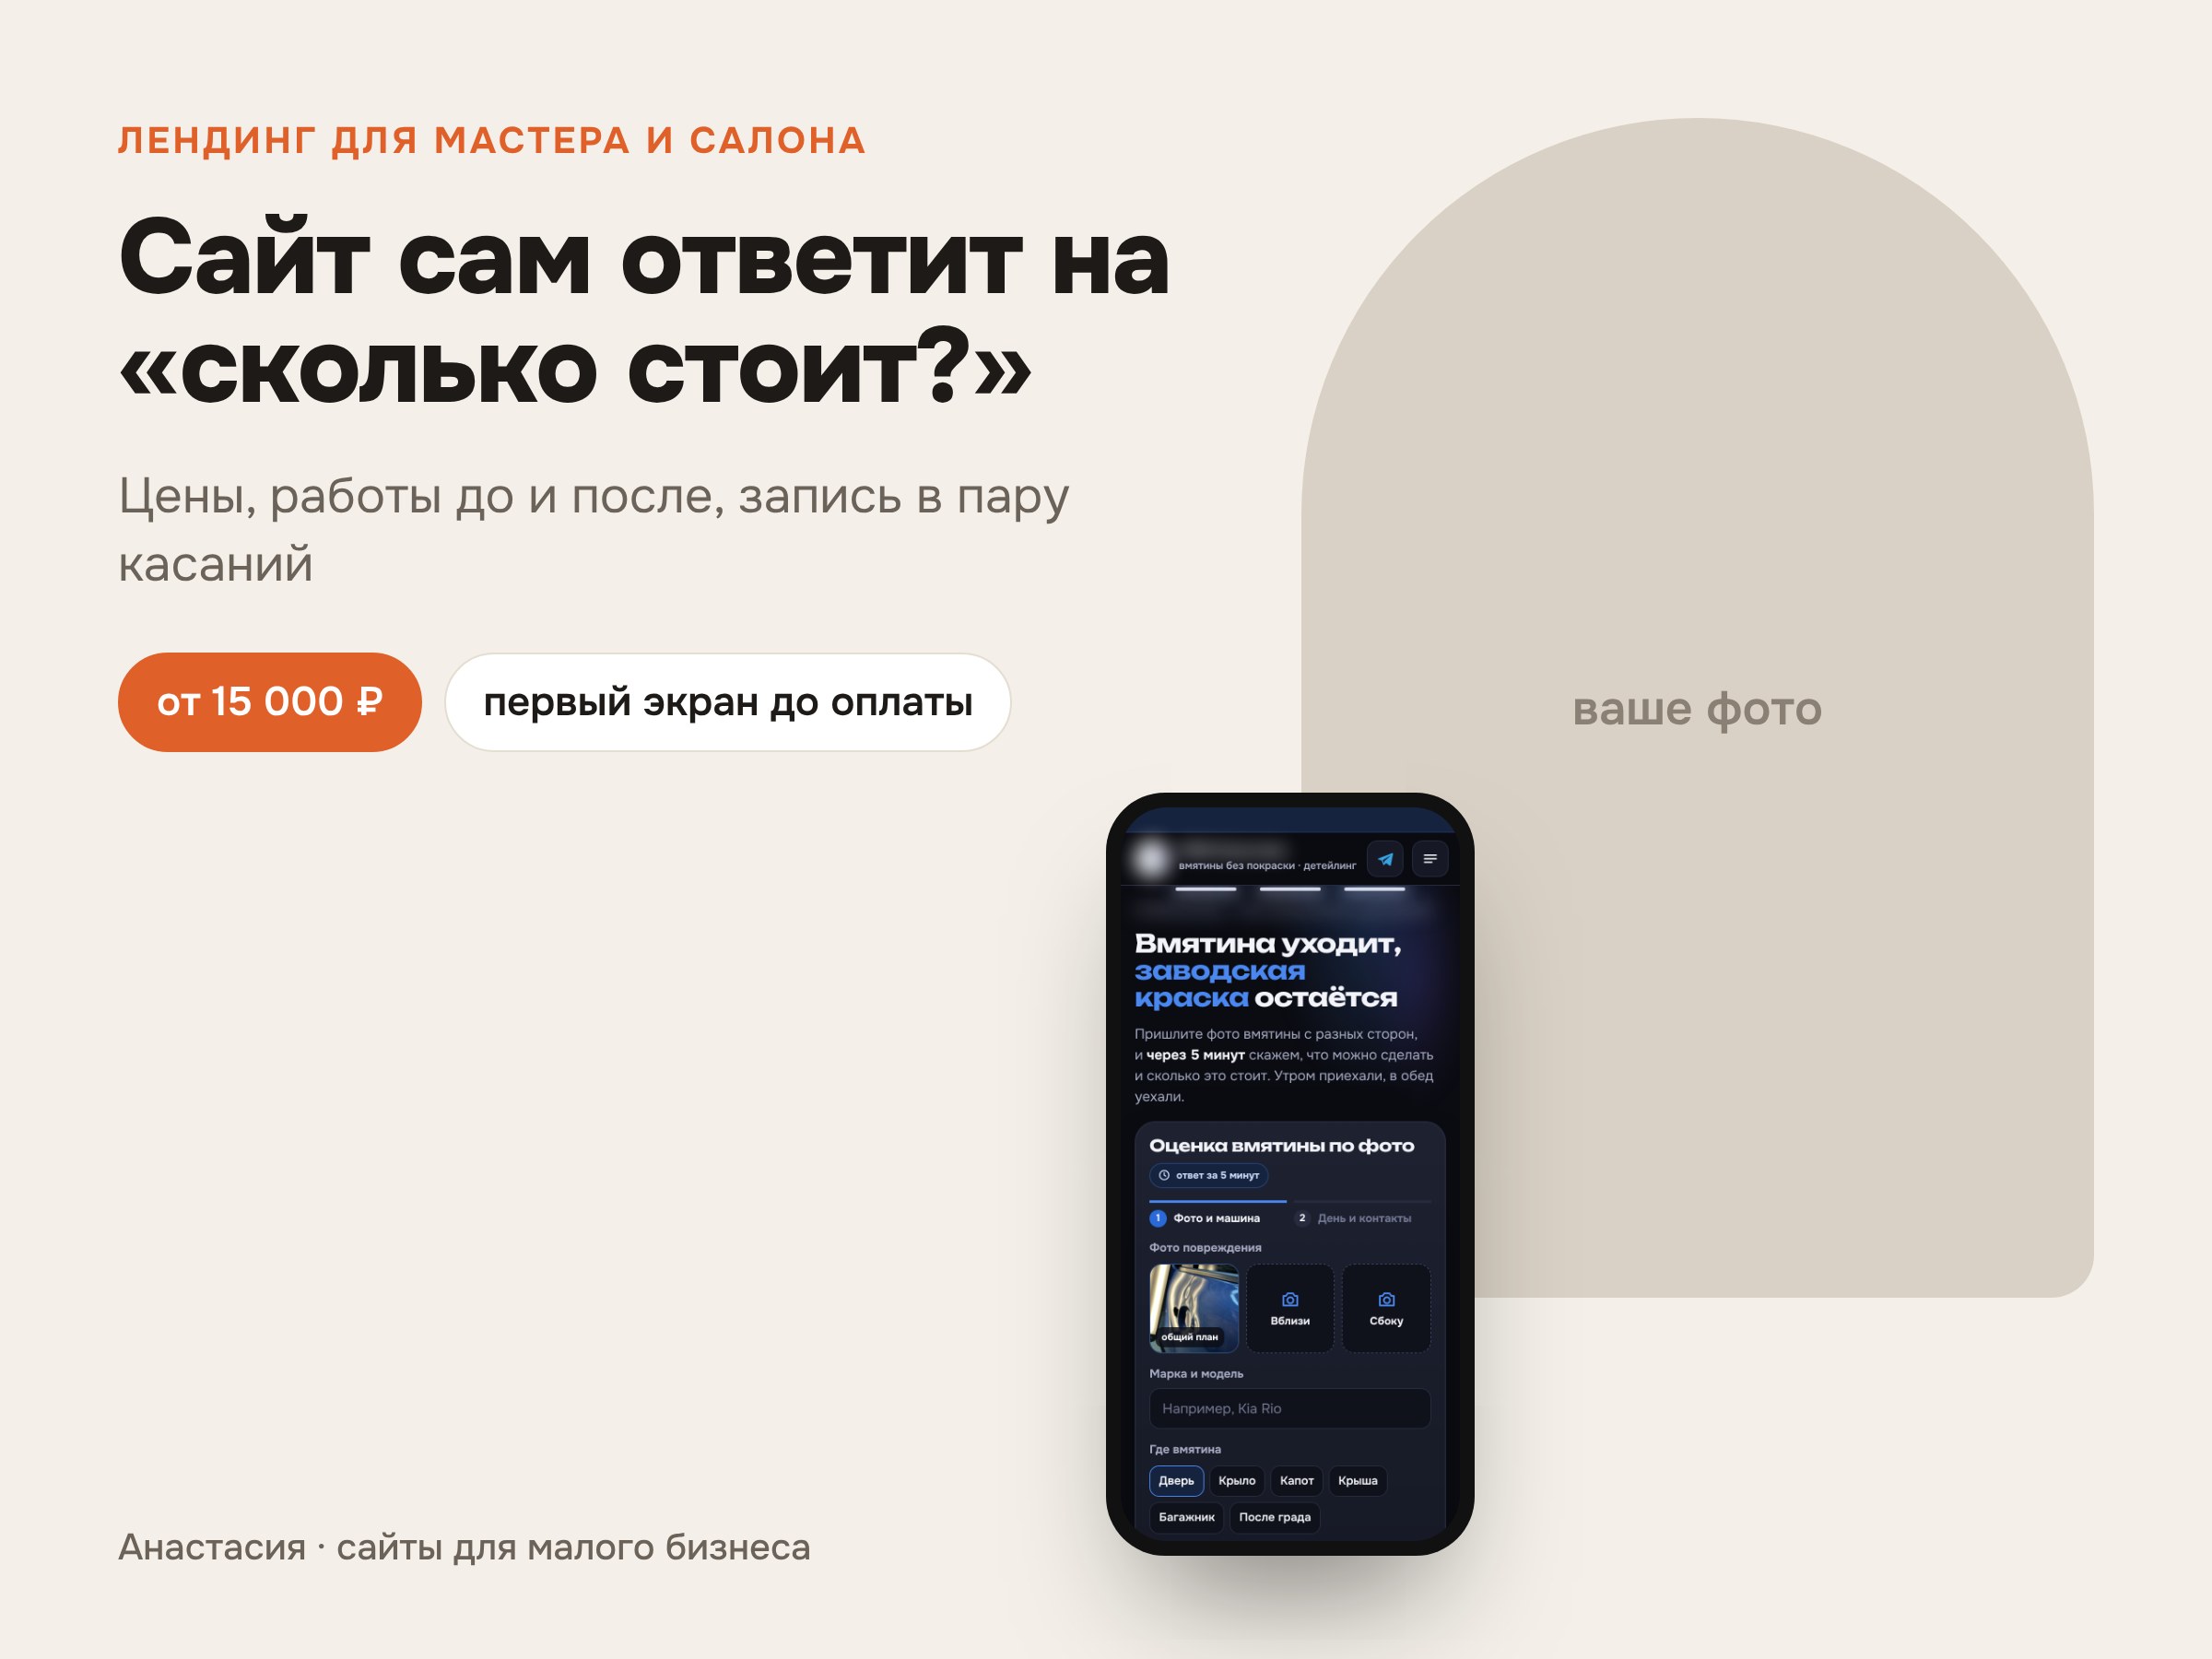 ЛЕНДИНГ ДЛЯ МАСТЕРА И САЛОНА
Сайт сам ответит на
«сколько стоит?»
Цены, работы до и после, запись в пару
касаний
от 15 000 ₽
первый экран до оплаты
ваше фото
вмятины без покраски · детейлинг
Вмятина уходит,
заводская
краска остаётся
Пришлите фото вмятины с разных сторон,
и через 5 минут скажем, что можно сделать
и сколько это стоит. Утром приехали, в обед
уехали.
Оценка вмятины по фото
ответ за 5 минут
1 Фото и машина
2 День и контакты
Фото повреждения
общий план
Вблизи
Сбоку
Марка и модель
Например, Kia Rio
Где вмятина
Дверь
Крыло
Капот
Крыша
Багажник
После града
Анастасия · сайты для малого бизнеса